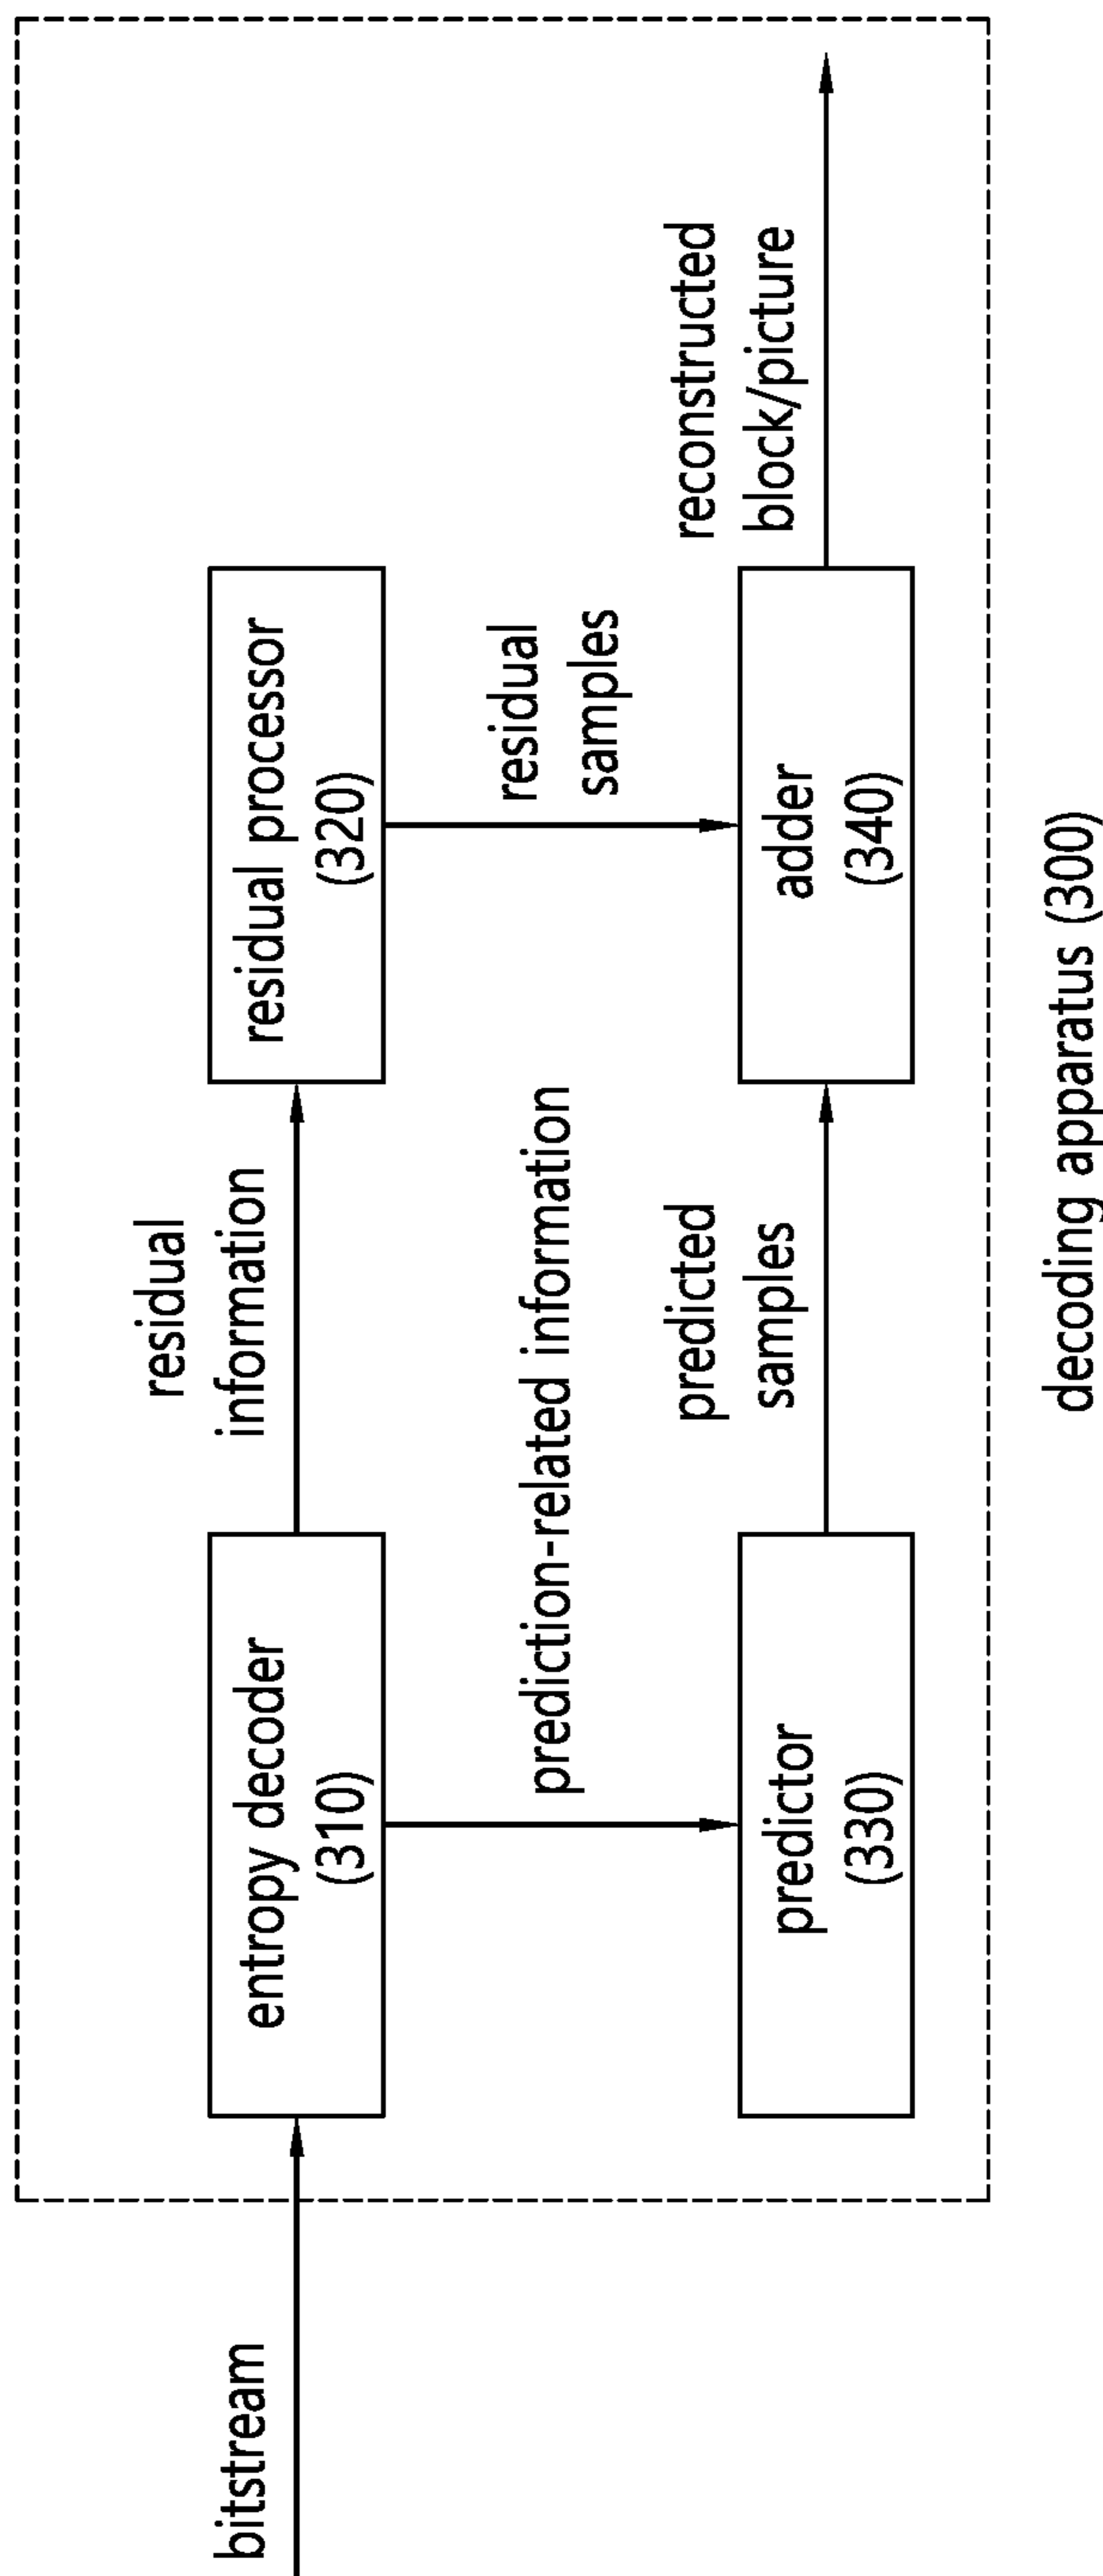 bitstream
entropy decoder
(310)
residual
information
residual processor
(320)
prediction-related information
residual
samples
predictor
(330)
predicted
samples
adder
(340)
reconstructed
block/picture
decoding apparatus (300)